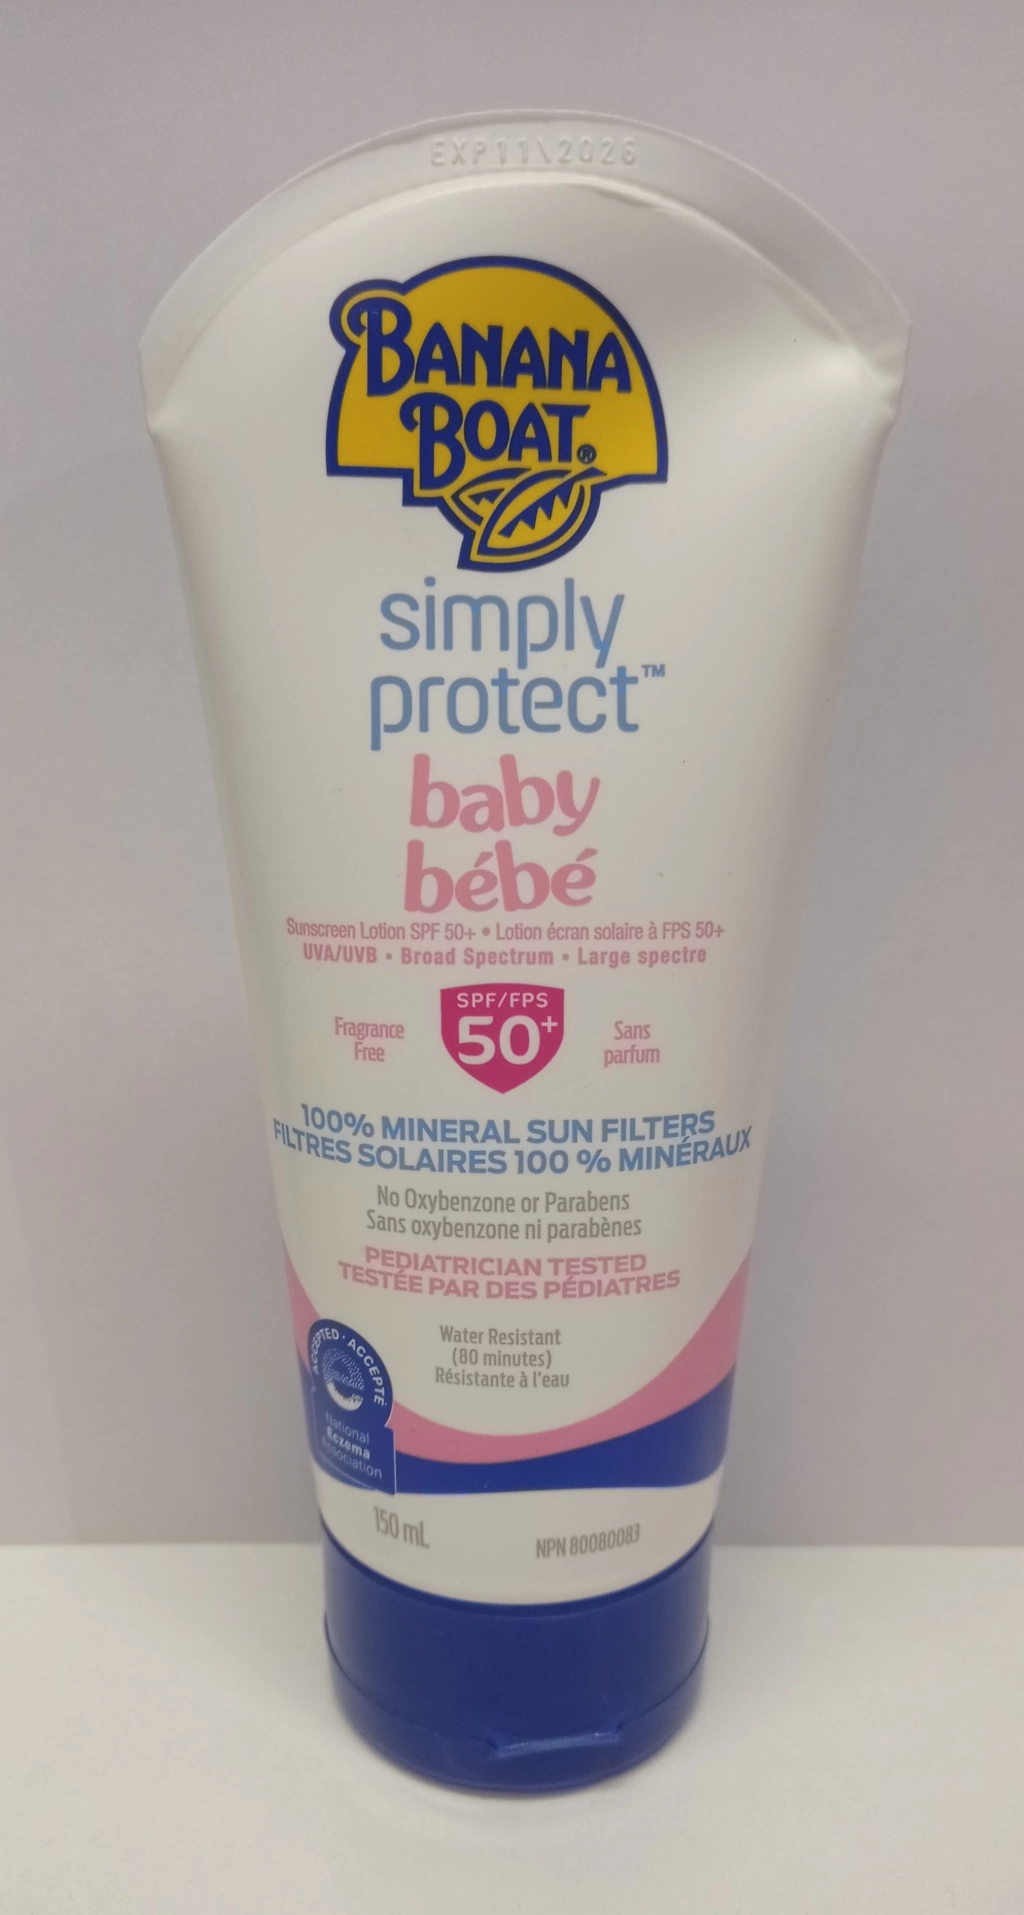 EXP11\2026
BANANA
BOAT®
simply
protect™
baby
bébé
Sunscreen Lotion SPF 50+ • Lotion écran solaire à FPS 50+
UVA/UVB • Broad Spectrum • Large spectre
SPF/FPS
50+
Fragrance
Free
Sans
parfum
100% MINERAL SUN FILTERS
FILTRES SOLAIRES 100 % MINÉRAUX
No Oxybenzone or Parabens
Sans oxybenzone ni parabènes
PEDIATRICIAN TESTED
TESTÉE PAR DES PÉDIATRES
Water Resistant
(80 minutes)
Résistante à l'eau
ACCEPTED · ACCEPTÉ
National
Eczema
Association
150 mL
NPN 80080083